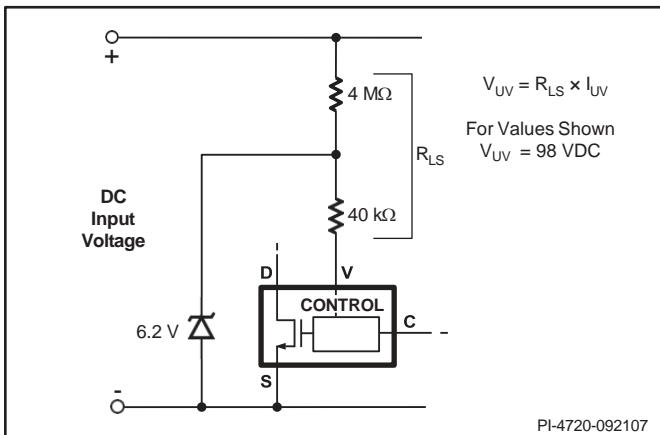 +
4 MΩ
V_UV = R_LS × I_UV
For Values Shown
V_UV = 98 VDC
R_LS
DC
Input
Voltage
40 kΩ
D
V
CONTROL
C
6.2 V
S
-
PI-4720-092107